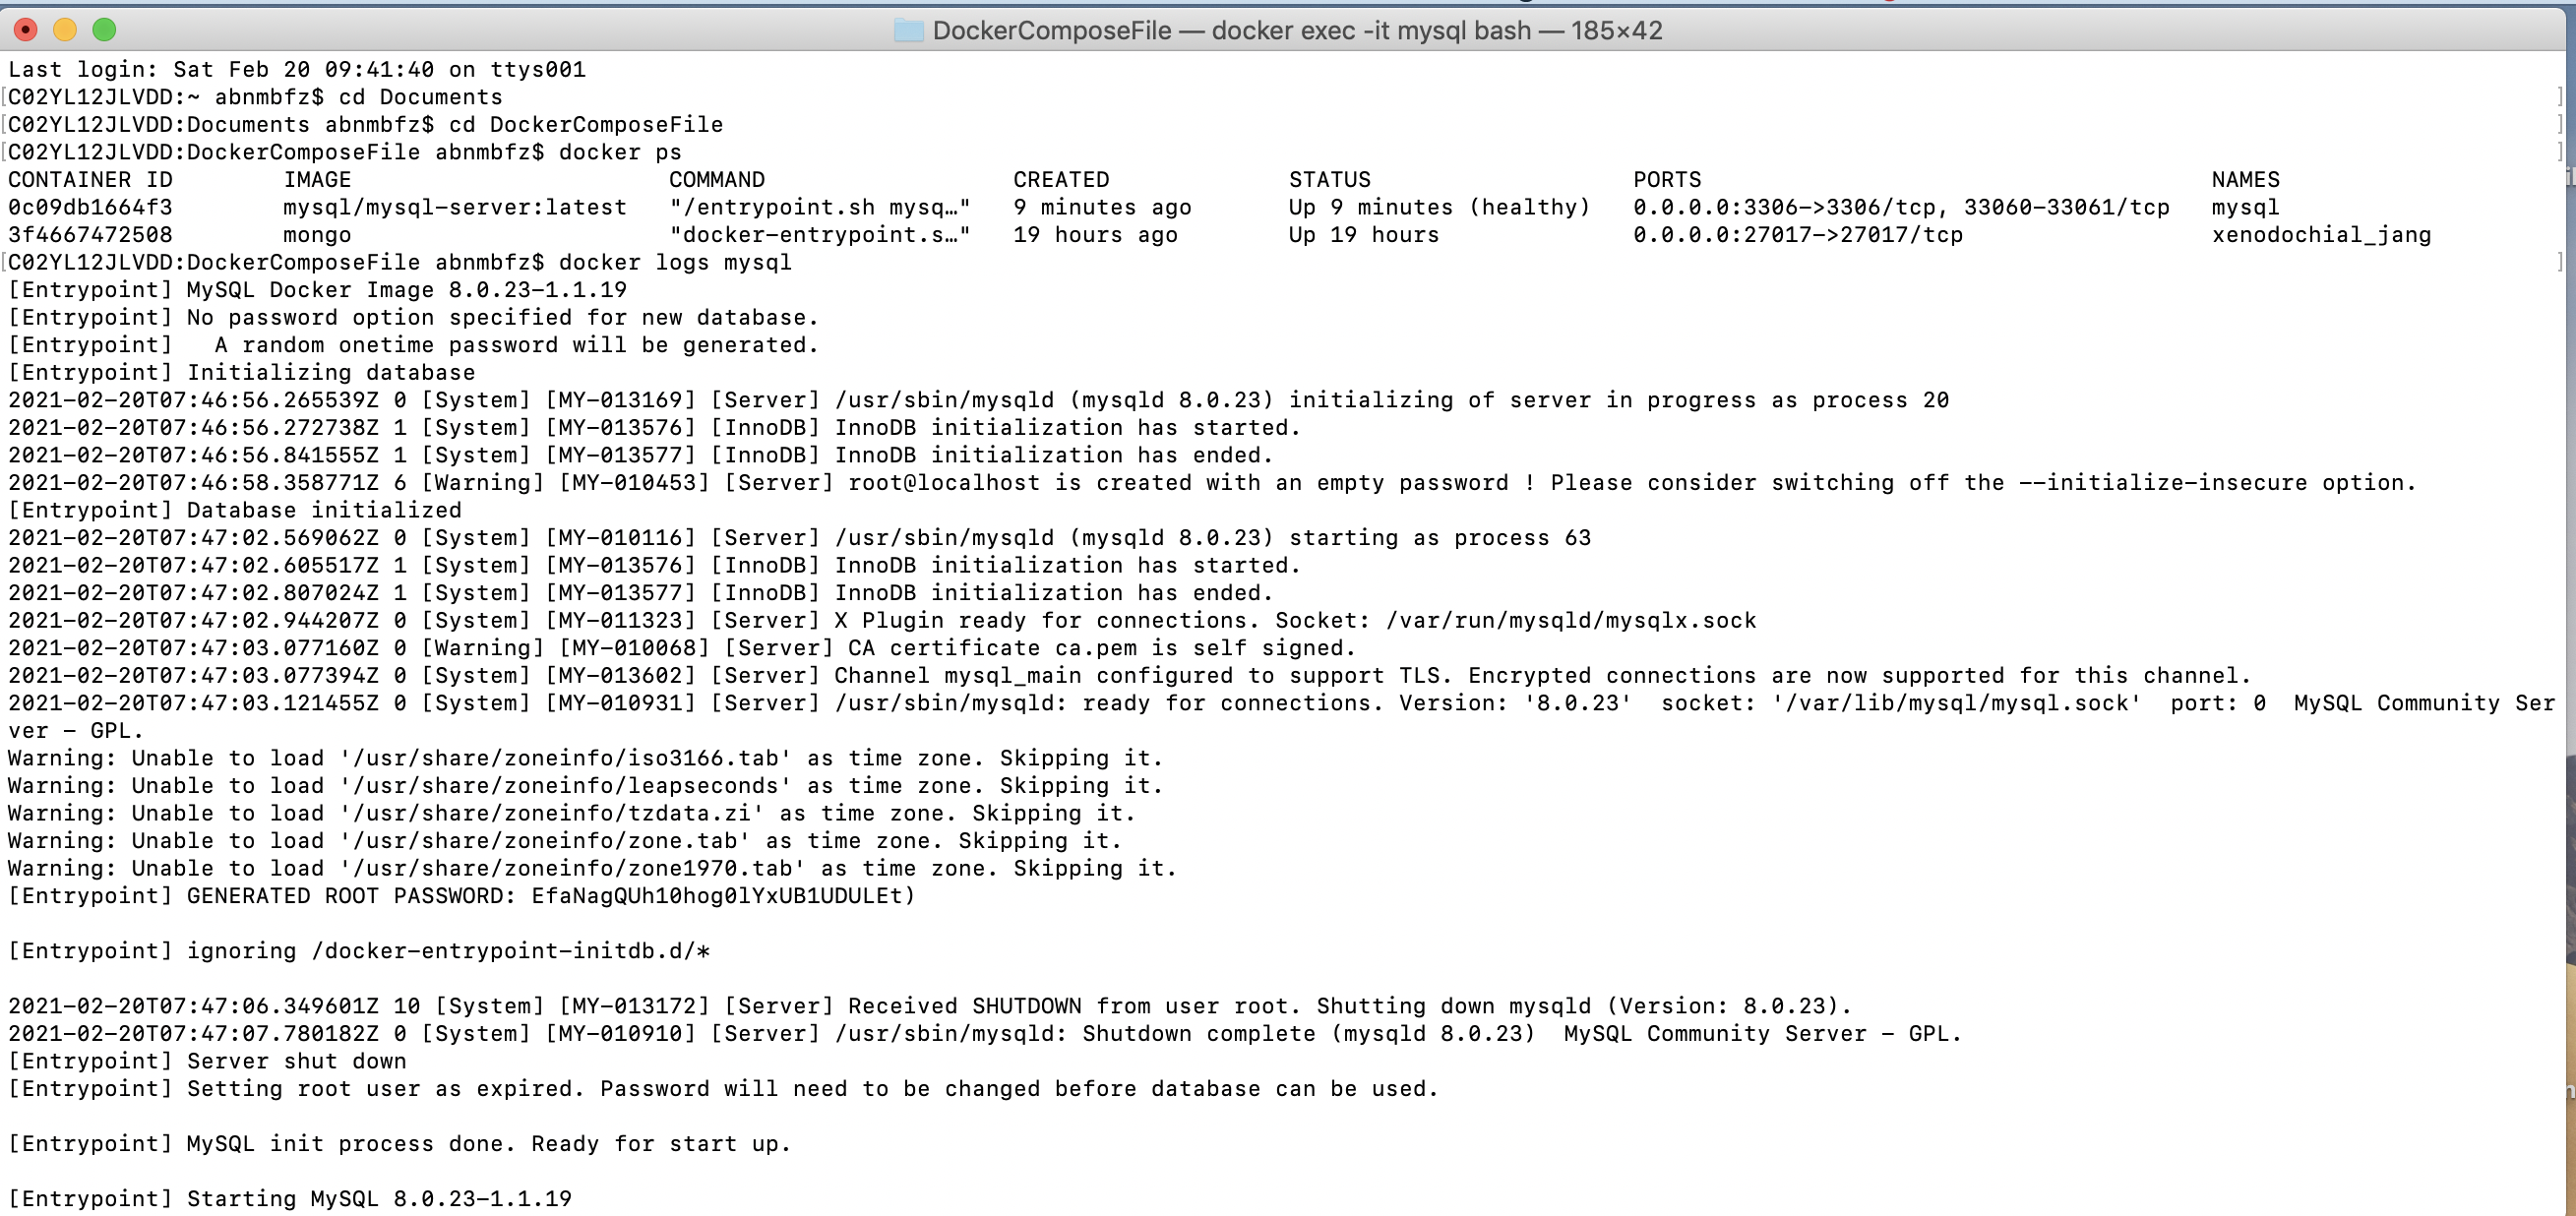 DockerComposeFile — docker exec -it mysql bash — 185×42
Last login: Sat Feb 20 09:41:40 on ttys001
[C02YL12JLVDD:~ abnmbfz$ cd Documents ]
[C02YL12JLVDD:Documents abnmbfz$ cd DockerComposeFile ]
[C02YL12JLVDD:DockerComposeFile abnmbfz$ docker ps ]
CONTAINER ID        IMAGE                       COMMAND                  CREATED             STATUS                   PORTS                                     NAMES
0c09db1664f3        mysql/mysql-server:latest   "/entrypoint.sh mysq…"   9 minutes ago       Up 9 minutes (healthy)   0.0.0.0:3306->3306/tcp, 33060-33061/tcp   mysql
3f4667472508        mongo                       "docker-entrypoint.s…"   19 hours ago        Up 19 hours              0.0.0.0:27017->27017/tcp                  xenodochial_jang
[C02YL12JLVDD:DockerComposeFile abnmbfz$ docker logs mysql ]
[Entrypoint] MySQL Docker Image 8.0.23-1.1.19
[Entrypoint] No password option specified for new database.
[Entrypoint]   A random onetime password will be generated.
[Entrypoint] Initializing database
2021-02-20T07:46:56.265539Z 0 [System] [MY-013169] [Server] /usr/sbin/mysqld (mysqld 8.0.23) initializing of server in progress as process 20
2021-02-20T07:46:56.272738Z 1 [System] [MY-013576] [InnoDB] InnoDB initialization has started.
2021-02-20T07:46:56.841555Z 1 [System] [MY-013577] [InnoDB] InnoDB initialization has ended.
2021-02-20T07:46:58.358771Z 6 [Warning] [MY-010453] [Server] root@localhost is created with an empty password ! Please consider switching off the --initialize-insecure option.
[Entrypoint] Database initialized
2021-02-20T07:47:02.569062Z 0 [System] [MY-010116] [Server] /usr/sbin/mysqld (mysqld 8.0.23) starting as process 63
2021-02-20T07:47:02.605517Z 1 [System] [MY-013576] [InnoDB] InnoDB initialization has started.
2021-02-20T07:47:02.807024Z 1 [System] [MY-013577] [InnoDB] InnoDB initialization has ended.
2021-02-20T07:47:02.944207Z 0 [System] [MY-011323] [Server] X Plugin ready for connections. Socket: /var/run/mysqld/mysqlx.sock
2021-02-20T07:47:03.077160Z 0 [Warning] [MY-010068] [Server] CA certificate ca.pem is self signed.
2021-02-20T07:47:03.077394Z 0 [System] [MY-013602] [Server] Channel mysql_main configured to support TLS. Encrypted connections are now supported for this channel.
2021-02-20T07:47:03.121455Z 0 [System] [MY-010931] [Server] /usr/sbin/mysqld: ready for connections. Version: '8.0.23'  socket: '/var/lib/mysql/mysql.sock'  port: 0  MySQL Community Ser
ver - GPL.
Warning: Unable to load '/usr/share/zoneinfo/iso3166.tab' as time zone. Skipping it.
Warning: Unable to load '/usr/share/zoneinfo/leapseconds' as time zone. Skipping it.
Warning: Unable to load '/usr/share/zoneinfo/tzdata.zi' as time zone. Skipping it.
Warning: Unable to load '/usr/share/zoneinfo/zone.tab' as time zone. Skipping it.
Warning: Unable to load '/usr/share/zoneinfo/zone1970.tab' as time zone. Skipping it.
[Entrypoint] GENERATED ROOT PASSWORD: EfaNagQUh10hog0lYxUB1UDULEt)
[Entrypoint] ignoring /docker-entrypoint-initdb.d/*
2021-02-20T07:47:06.349601Z 10 [System] [MY-013172] [Server] Received SHUTDOWN from user root. Shutting down mysqld (Version: 8.0.23).
2021-02-20T07:47:07.780182Z 0 [System] [MY-010910] [Server] /usr/sbin/mysqld: Shutdown complete (mysqld 8.0.23)  MySQL Community Server - GPL.
[Entrypoint] Server shut down
[Entrypoint] Setting root user as expired. Password will need to be changed before database can be used.
[Entrypoint] MySQL init process done. Ready for start up.
[Entrypoint] Starting MySQL 8.0.23-1.1.19